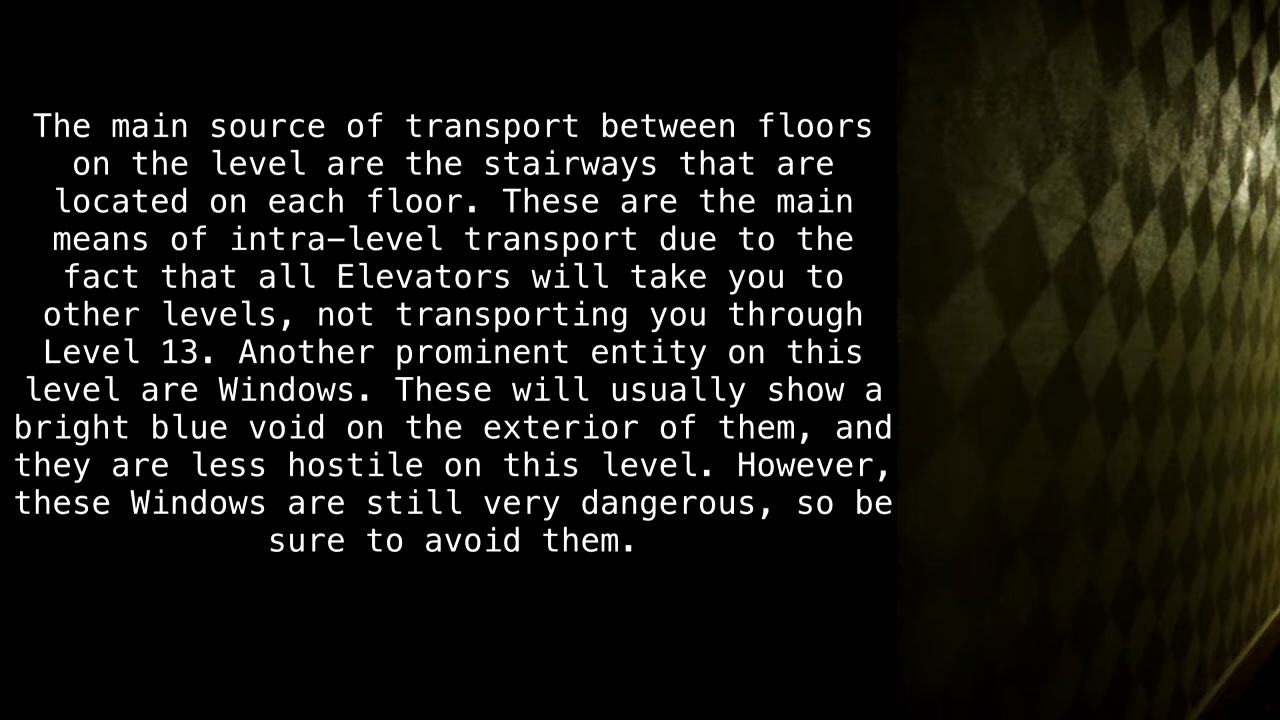 The main source of transport between floors
on the level are the stairways that are
located on each floor. These are the main
means of intra–level transport due to the
fact that all Elevators will take you to
other levels, not transporting you through
Level 13. Another prominent entity on this
level are Windows. These will usually show a
bright blue void on the exterior of them, and
they are less hostile on this level. However,
these Windows are still very dangerous, so be
sure to avoid them.